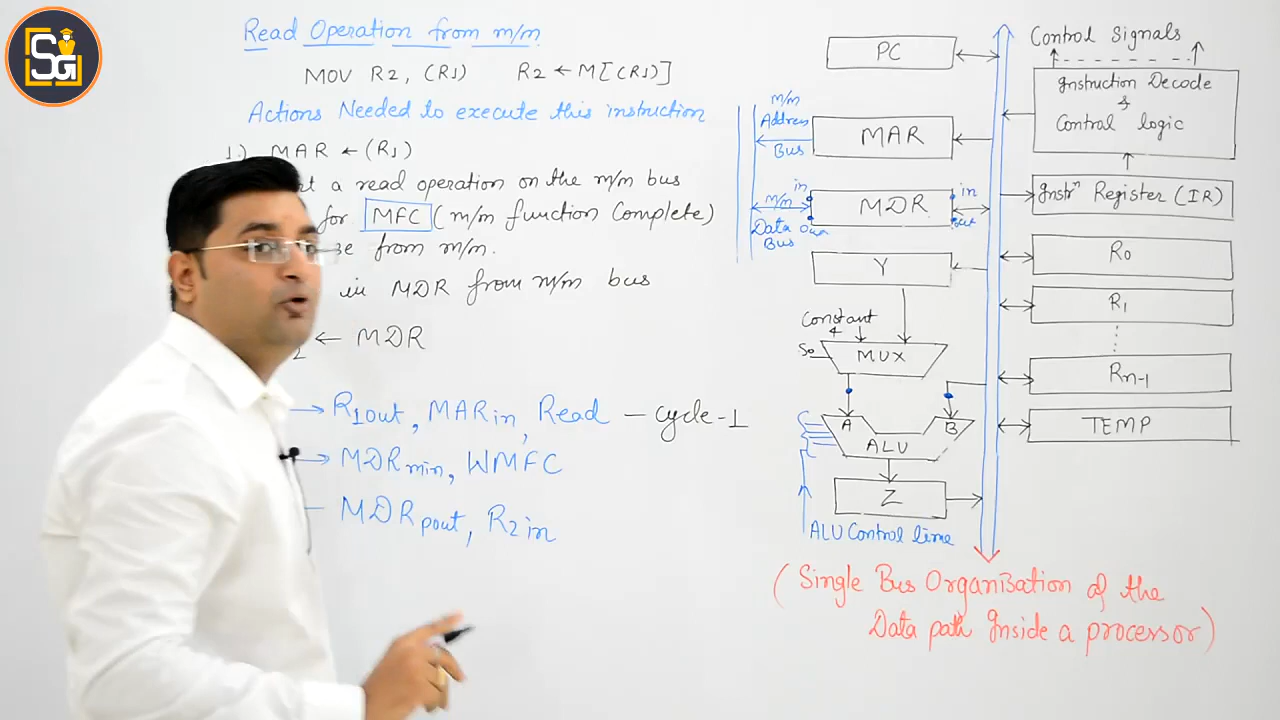 SG
Read Operation from m/m
MOV R2, (R1) R2 ← M[(R1)]
Actions Needed to execute this instruction
1.) MAR ← (R1)
a read operation on the m/m bus
for MFC (m/m function Complete)
from m/m.
in MDR from m/m bus
2 ← MDR
→ R1out, MARin, Read – cycle-1
→ MDRmin, WMFC
MDRpout, R2in
PC
m/m
Address
Bus
MAR
in
m/m
Data
Bus
MDR
in
out
Y
Constant
4
So
MUX
A
B
ALU
Z
ALU Control line
Control Signals
Instruction Decode
&
Control logic
Instrn Register (IR)
R0
R1
Rn-1
TEMP
(Single Bus Organisation of the
Data path Inside a processor)